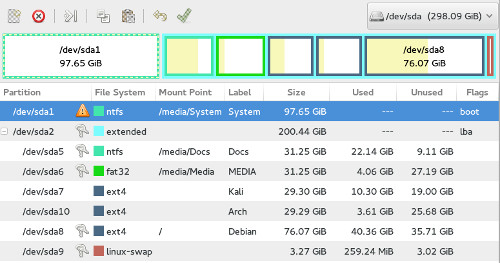 /dev/sda (298.09 GiB)
/dev/sda1 /dev/sda8
97.65 GiB 76.07 GiB
Partition File System Mount Point Label Size Used Unused Flags
/dev/sda1 ntfs /media/System System 97.65 GiB --- --- boot
/dev/sda2 extended 200.44 GiB --- --- lba
/dev/sda5 ntfs /media/Docs Docs 31.25 GiB 22.14 GiB 9.11 GiB
/dev/sda6 fat32 /media/Media MEDIA 31.25 GiB 4.06 GiB 27.19 GiB
/dev/sda7 ext4 Kali 29.30 GiB 10.30 GiB 19.00 GiB
/dev/sda10 ext4 Arch 29.29 GiB 3.61 GiB 25.68 GiB
/dev/sda8 ext4 / Debian 76.07 GiB 40.36 GiB 35.71 GiB
/dev/sda9 linux-swap 3.27 GiB 259.24 MiB 3.02 GiB